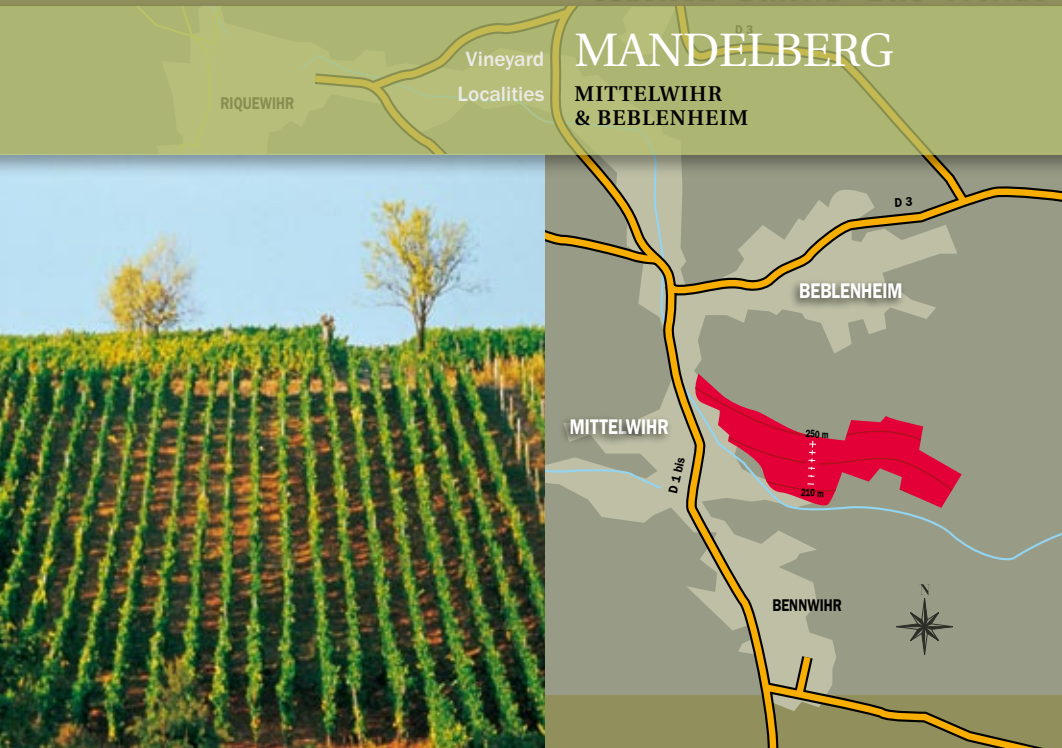 D 3
Vineyard
MANDELBERG
Localities
MITTELWIHR
& BEBLENHEIM
RIQUEWIHR
D 3
BEBLENHEIM
MITTELWIHR
250 m
D 1 bis
210 m
N
BENNWIHR